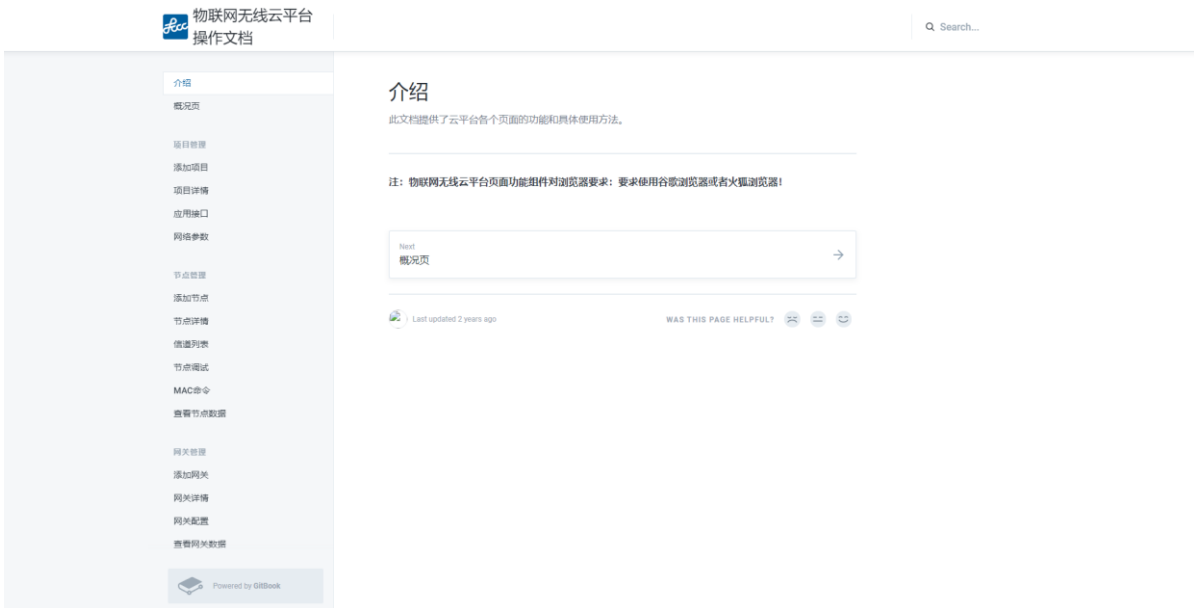 物联网无线云平台
操作文档
Search...
介绍
概况页
项目管理
添加项目
项目详情
应用接口
网络参数
节点管理
添加节点
节点详情
信道列表
节点调试
MAC命令
查看节点数据
网关管理
添加网关
网关详情
网关配置
查看网关数据
Powered by GitBook
介绍
此文档提供了云平台各个页面的功能和具体使用方法。
注：物联网无线云平台页面功能组件对浏览器要求：要求使用谷歌浏览器或者火狐浏览器！
Next
概况页
Last updated 2 years ago
WAS THIS PAGE HELPFUL?